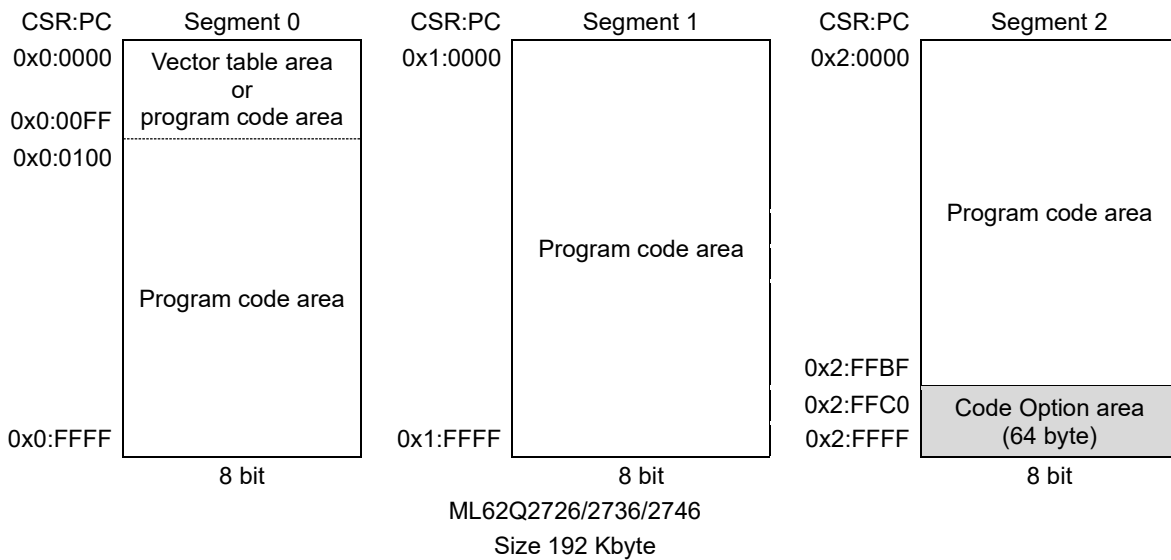 CSR:PC Segment 0 CSR:PC Segment 1 CSR:PC Segment 2
0x0:0000 Vector table area 0x1:0000 0x2:0000
or
0x0:00FF program code area
0x0:0100
Program code area
Program code area
Program code area
0x2:FFBF
0x2:FFC0 Code Option area
0x0:FFFF 0x1:FFFF 0x2:FFFF (64 byte)
8 bit 8 bit 8 bit
ML62Q2726/2736/2746
Size 192 Kbyte